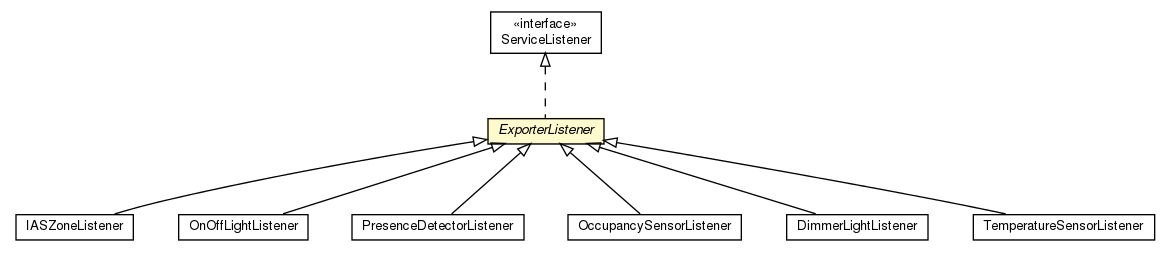 «interface»
ServiceListener
ExporterListener
IASZoneListener
OnOffLightListener
PresenceDetectorListener
OccupancySensorListener
DimmerLightListener
TemperatureSensorListener